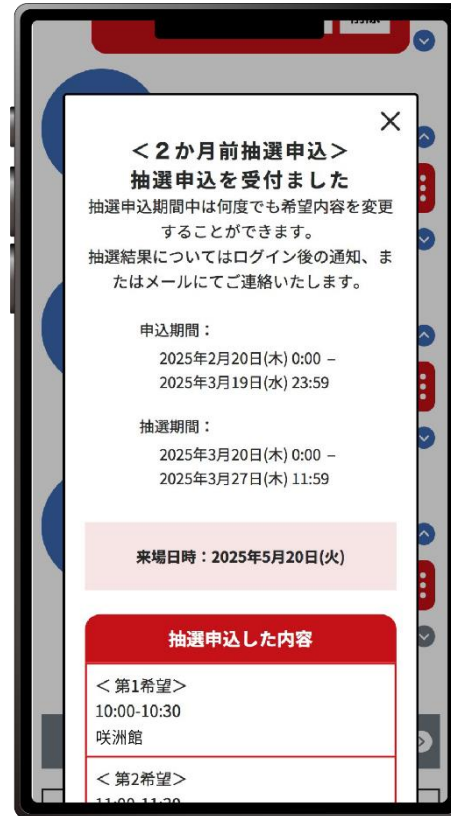 ＜２か月前抽選申込＞
抽選申込を受付ました
抽選申込期間中は何度でも希望内容を変更
することができます。
抽選結果についてはログイン後の通知、ま
たはメールにてご連絡いたします。
申込期間：
2025年2月20日(木) 0:00 –
2025年3月19日(水) 23:59
抽選期間：
2025年3月20日(木) 0:00 –
2025年3月27日(木) 11:59
来場日時：2025年5月20日(火)
抽選申込した内容
＜第1希望＞
10:00-10:30
咲洲館
＜第2希望＞